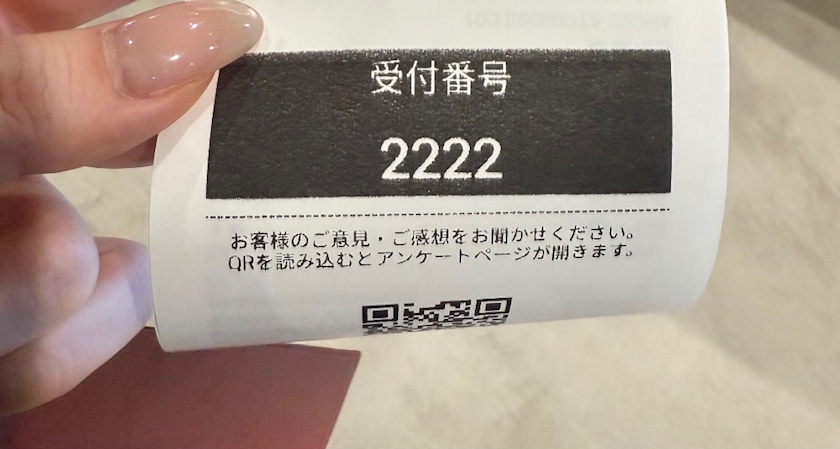 受付番号
2222
お客様のご意見・ご感想をお聞かせください。
QRを読み込むとアンケートページが開きます。